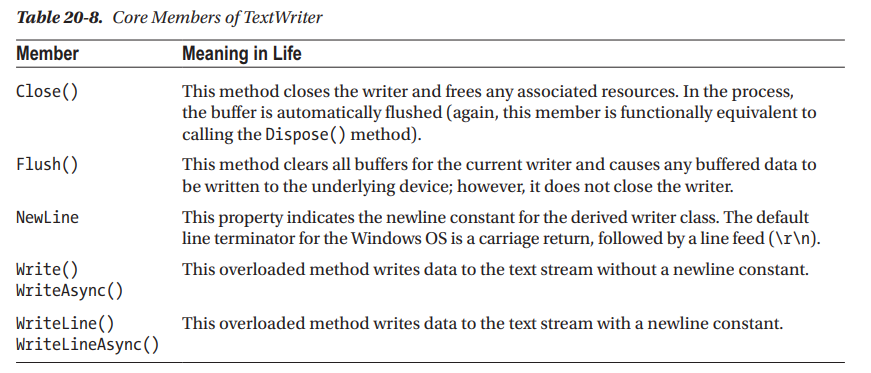 Table 20-8. Core Members of TextWriter
Member Meaning in Life
Close() This method closes the writer and frees any associated resources. In the process,
the buffer is automatically flushed (again, this member is functionally equivalent to
calling the Dispose() method).
Flush() This method clears all buffers for the current writer and causes any buffered data to
be written to the underlying device; however, it does not close the writer.
NewLine This property indicates the newline constant for the derived writer class. The default
line terminator for the Windows OS is a carriage return, followed by a line feed (\r\n).
Write() This overloaded method writes data to the text stream without a newline constant.
WriteAsync()
WriteLine() This overloaded method writes data to the text stream with a newline constant.
WriteLineAsync()